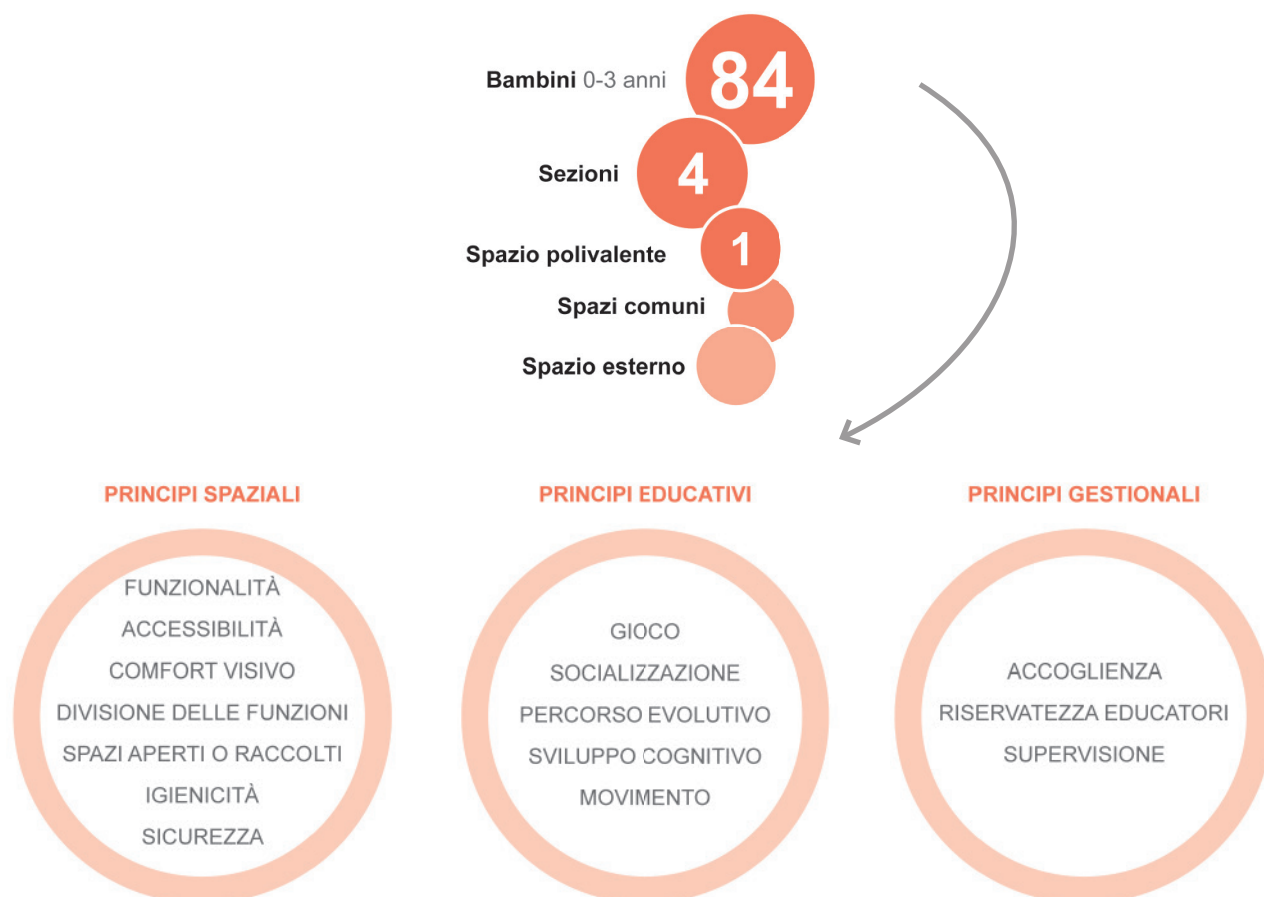 Bambini 0-3 anni 84
Sezioni 4
Spazio polivalente 1
Spazi comuni
Spazio esterno
PRINCIPI SPAZIALI
FUNZIONALITÀ
ACCESSIBILITÀ
COMFORT VISIVO
DIVISIONE DELLE FUNZIONI
SPAZI APERTI O RACCOLTI
IGIENICITÀ
SICUREZZA
PRINCIPI EDUCATIVI
GIOCO
SOCIALIZZAZIONE
PERCORSO EVOLUTIVO
SVILUPPO COGNITIVO
MOVIMENTO
PRINCIPI GESTIONALI
ACCOGLIENZA
RISERVATEZZA EDUCATORI
SUPERVISIONE